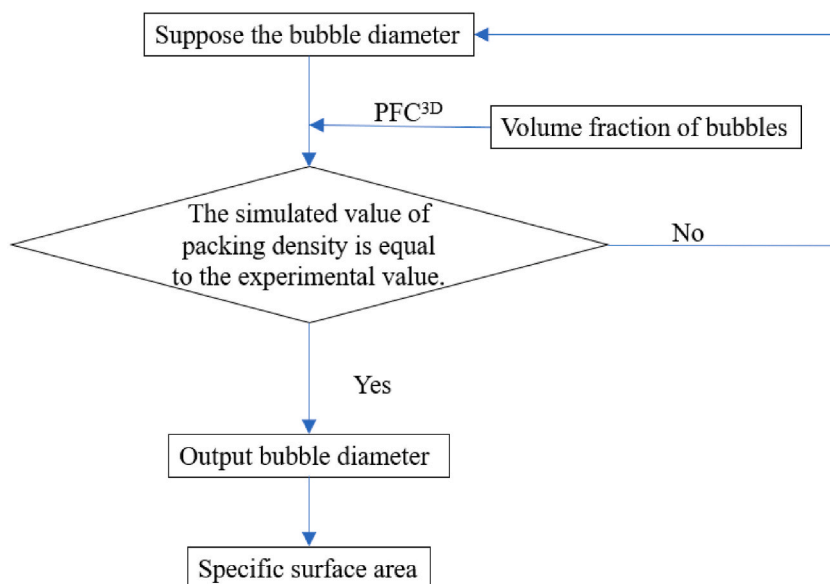 Suppose the bubble diameter
PFC³ᴰ
Volume fraction of bubbles
The simulated value of
packing density is equal
to the experimental value.
No
Yes
Output bubble diameter
Specific surface area